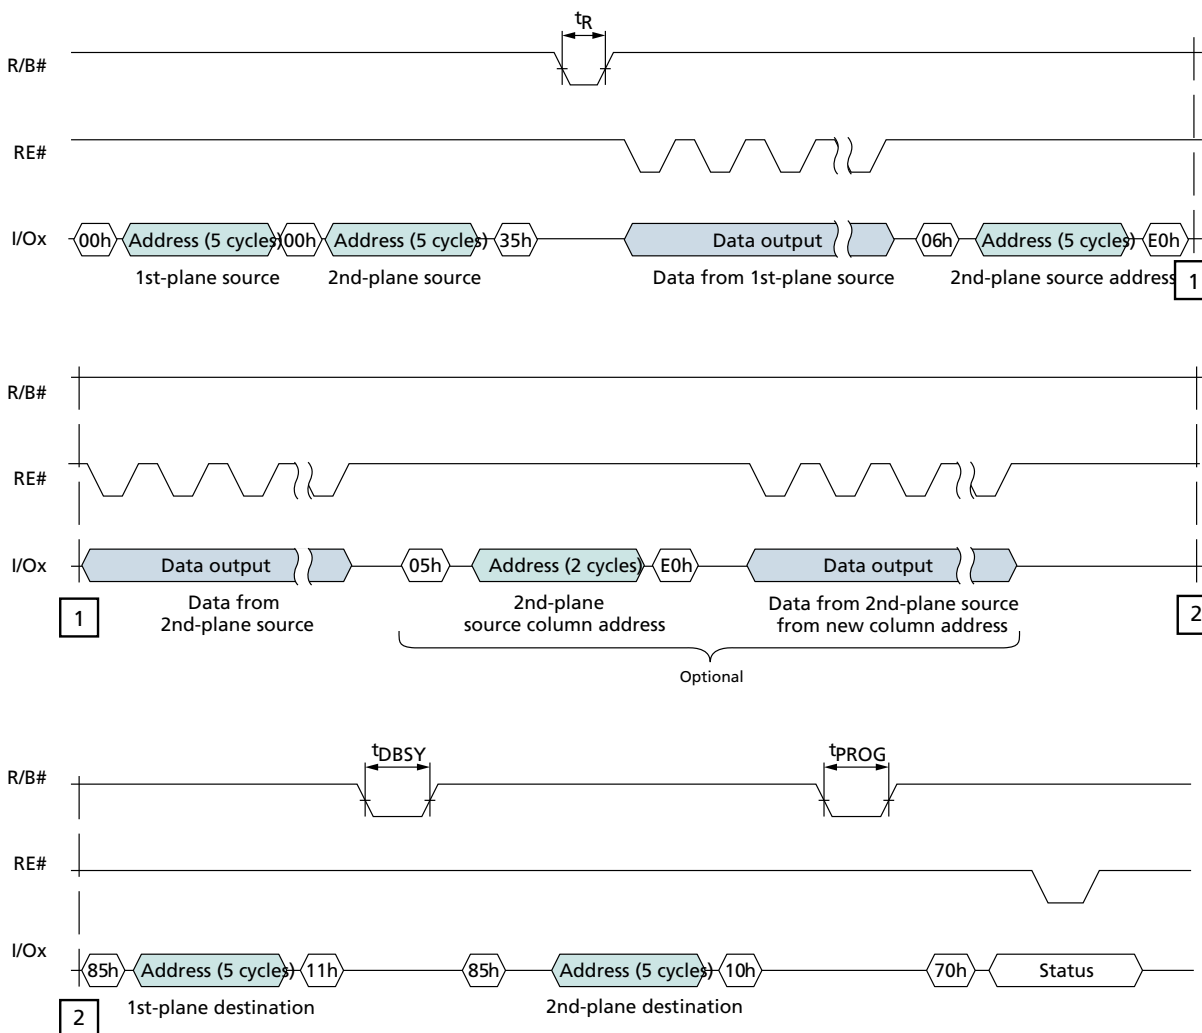 tR
R/B#
RE#
I/Ox 00h Address (5 cycles) 00h Address (5 cycles) 35h Data output 06h Address (5 cycles) E0h
1st-plane source 2nd-plane source Data from 1st-plane source 2nd-plane source address
1
R/B#
RE#
I/Ox Data output 05h Address (2 cycles) E0h Data output
1
Data from
2nd-plane source
2nd-plane
source column address
Data from 2nd-plane source
from new column address
2
Optional
tDBSY tPROG
R/B#
RE#
I/Ox
85h Address (5 cycles) 11h 85h Address (5 cycles) 10h 70h Status
1st-plane destination 2nd-plane destination
2